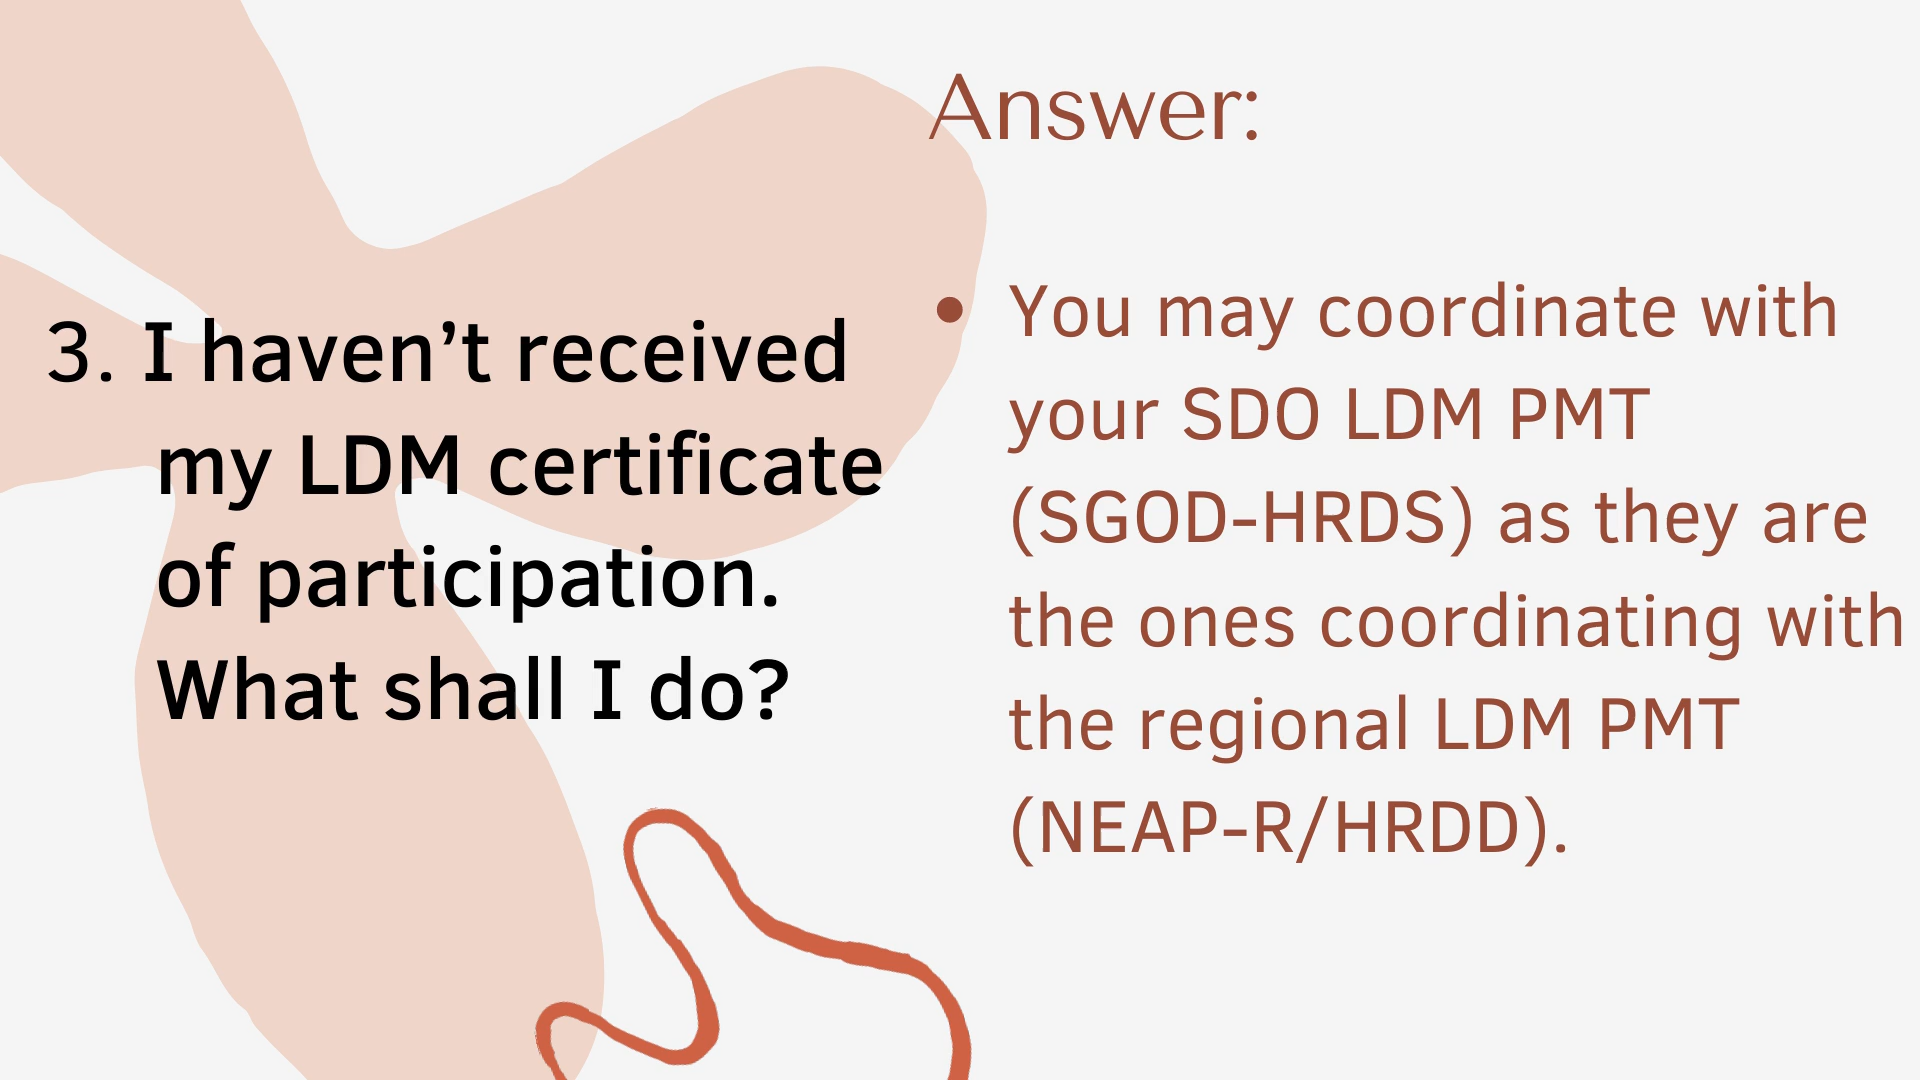 3. I haven’t received
my LDM certificate
of participation.
What shall I do?
Answer:
• You may coordinate with
your SDO LDM PMT
(SGOD-HRDS) as they are
the ones coordinating with
the regional LDM PMT
(NEAP-R/HRDD).